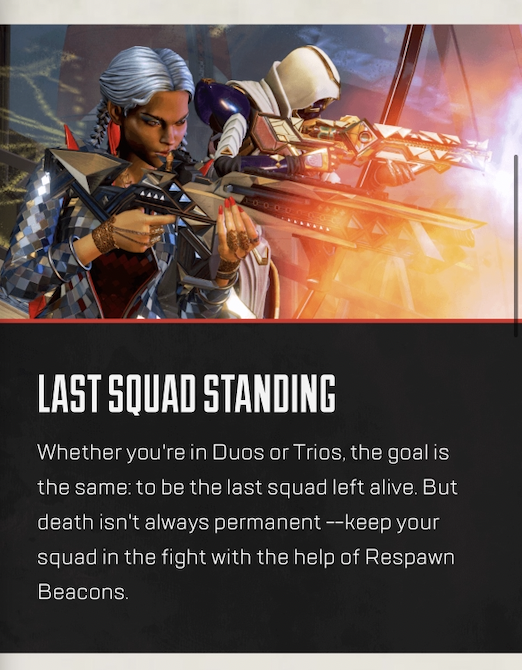 LAST SQUAD STANDING
Whether you're in Duos or Trios, the goal is
the same: to be the last squad left alive. But
death isn't always permanent --keep your
squad in the fight with the help of Respawn
Beacons.